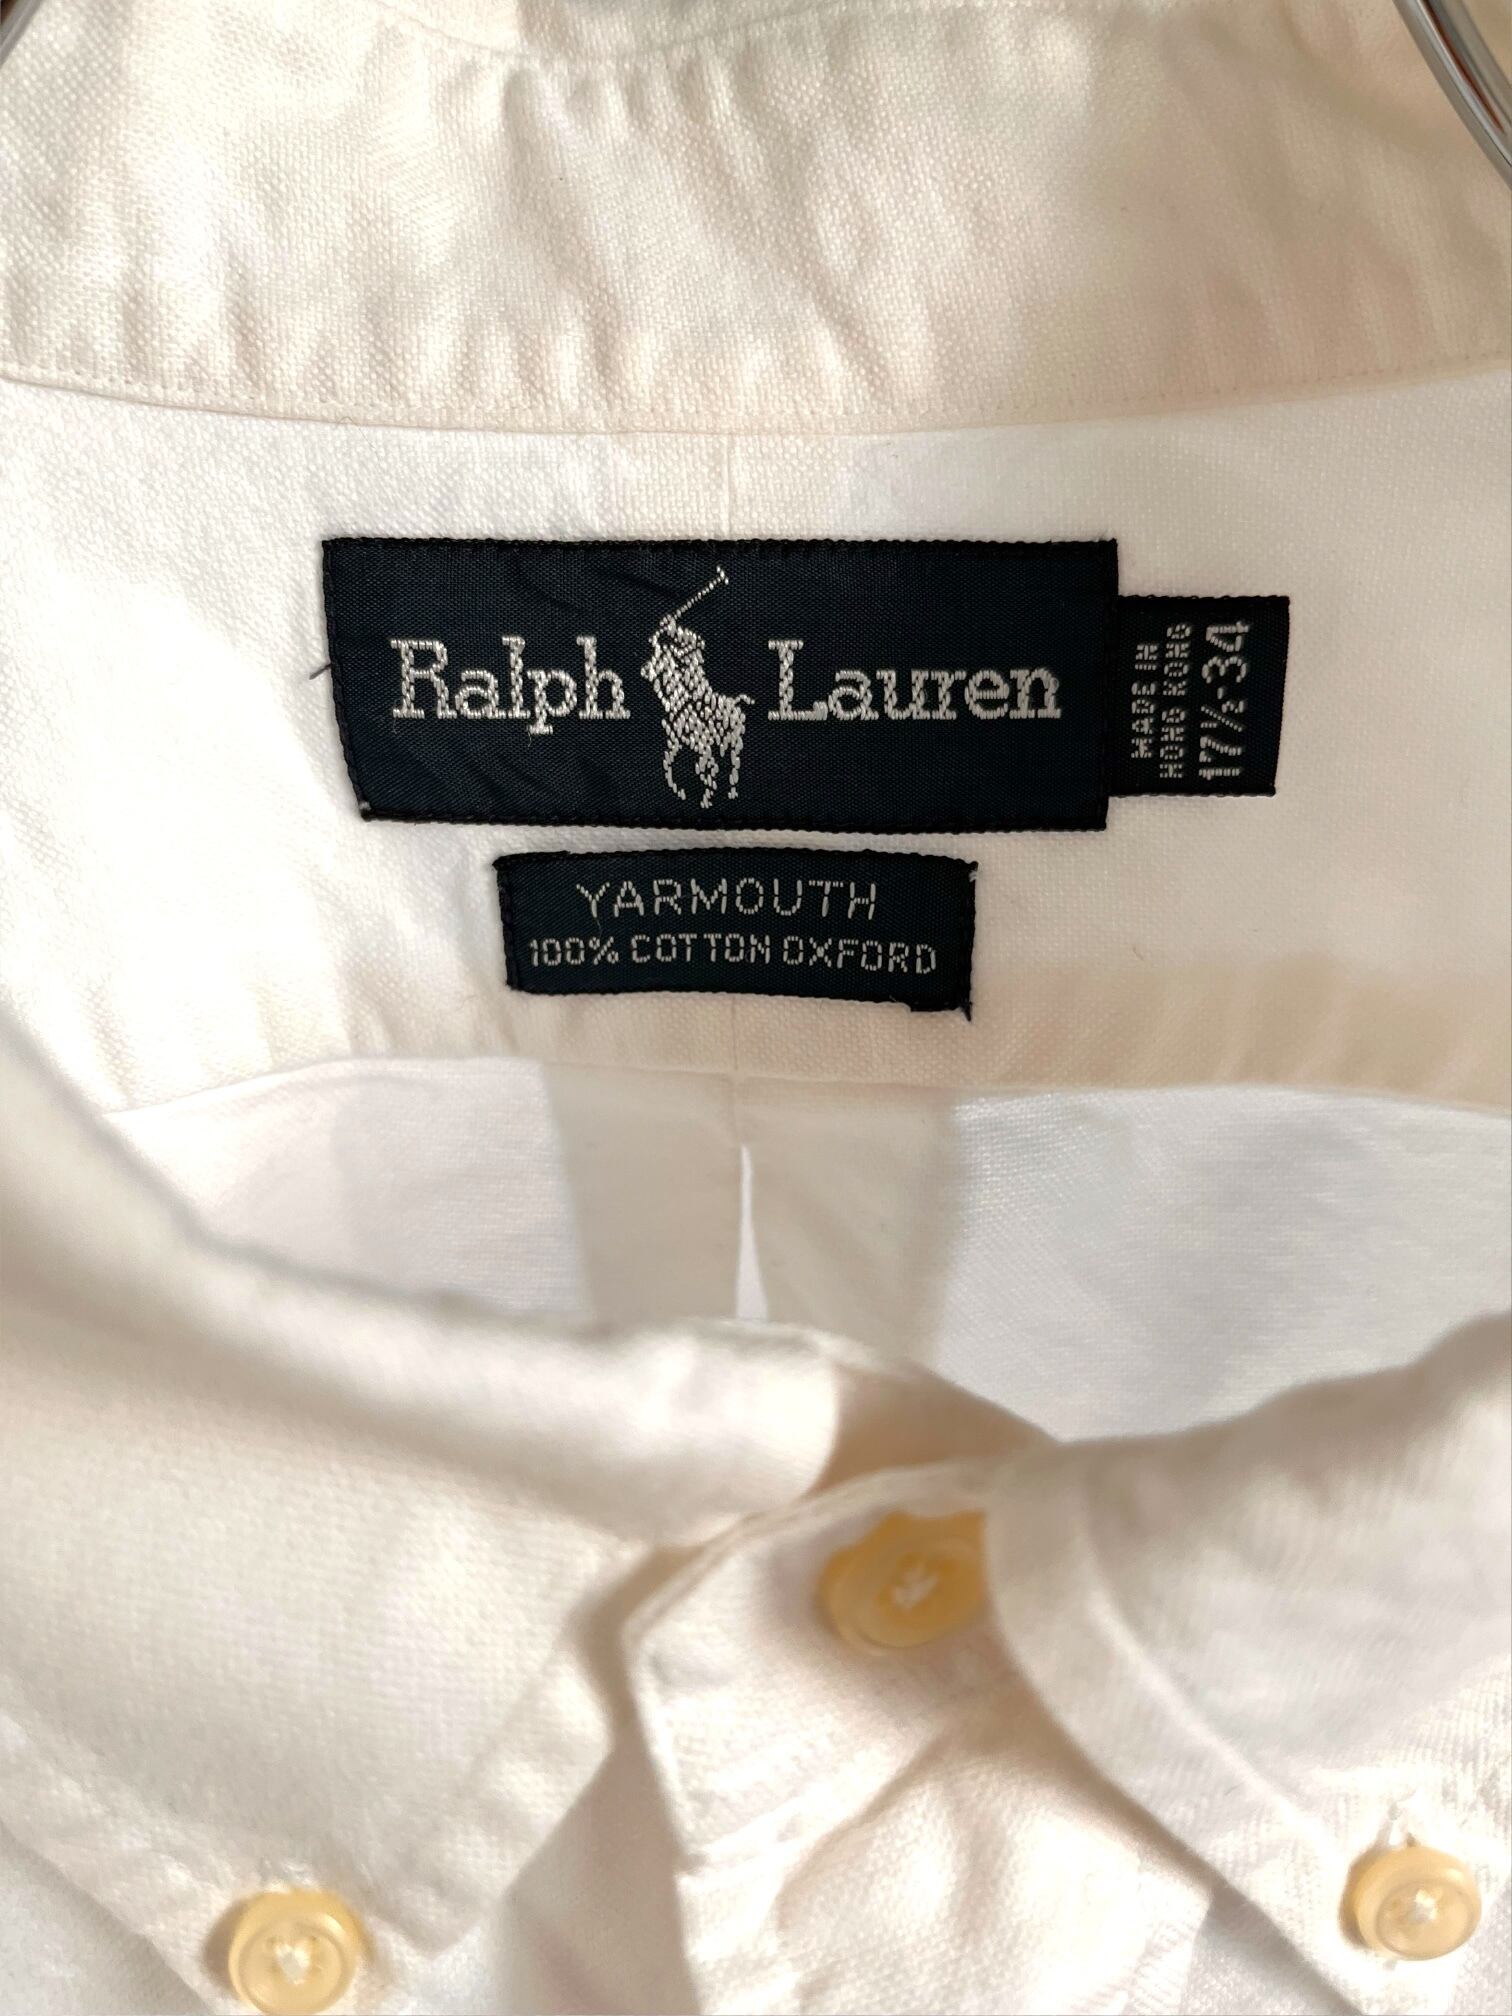 Ralph Lauren
MADE IN
HONG KONG
17½-34
YARMOUTH
100% COTTON OXFORD